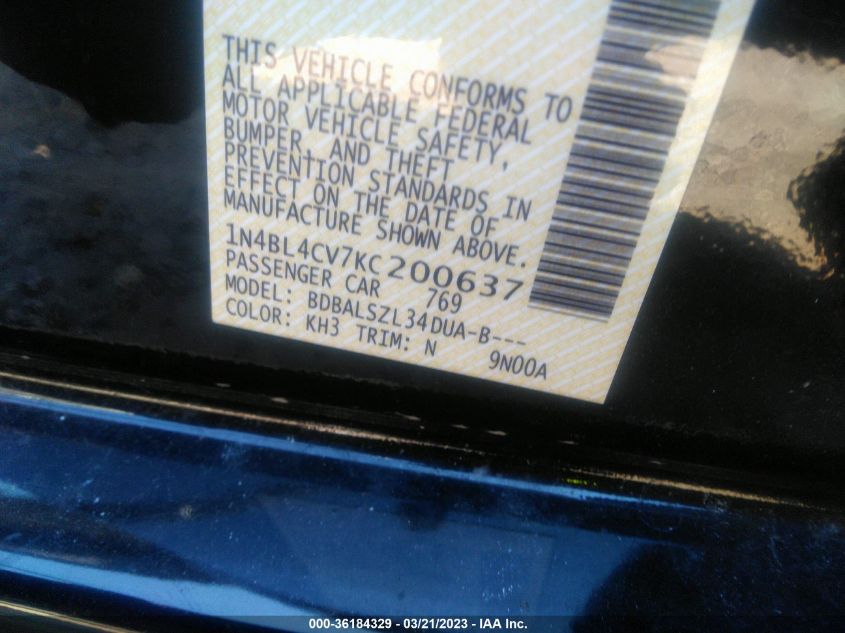 THIS VEHICLE CONFORMS TO
ALL APPLICABLE FEDERAL
MOTOR VEHICLE SAFETY,
BUMPER, AND THEFT
PREVENTION STANDARDS IN
EFFECT ON THE DATE OF
MANUFACTURE SHOWN ABOVE.
1N4BL4CV7KC200637
PASSENGER CAR 769
MODEL: BDBALSZL34DUA-B---
COLOR: KH3 TRIM: N 9N00A
000-36184329 - 03/21/2023 - IAA Inc.